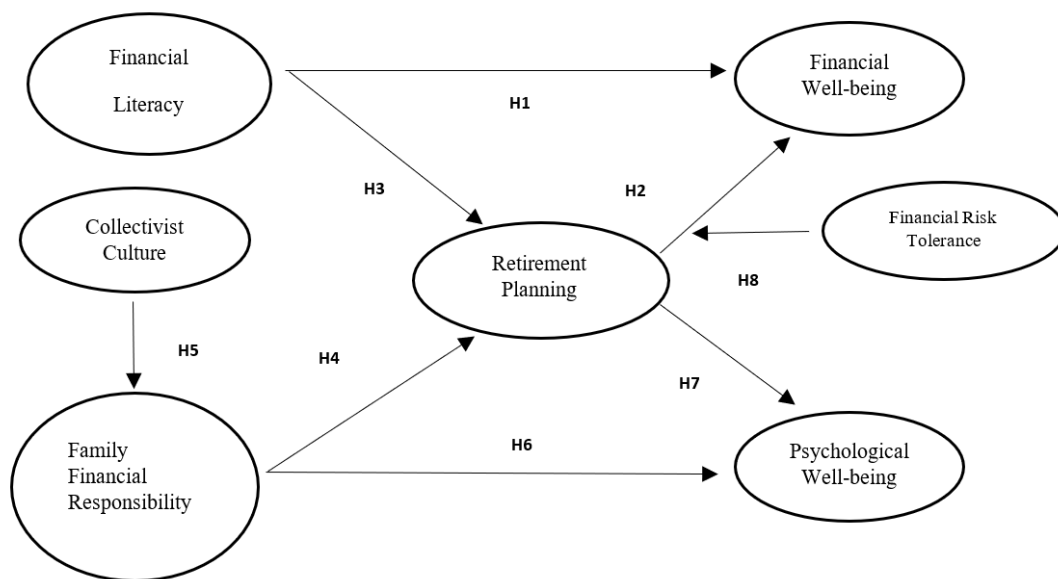 Financial
Literacy
H1
Financial
Well-being
H3
H2
Collectivist
Culture
Financial Risk
Tolerance
Retirement
Planning
H8
H5
H4
H7
Family
Financial
Responsibility
H6
Psychological
Well-being